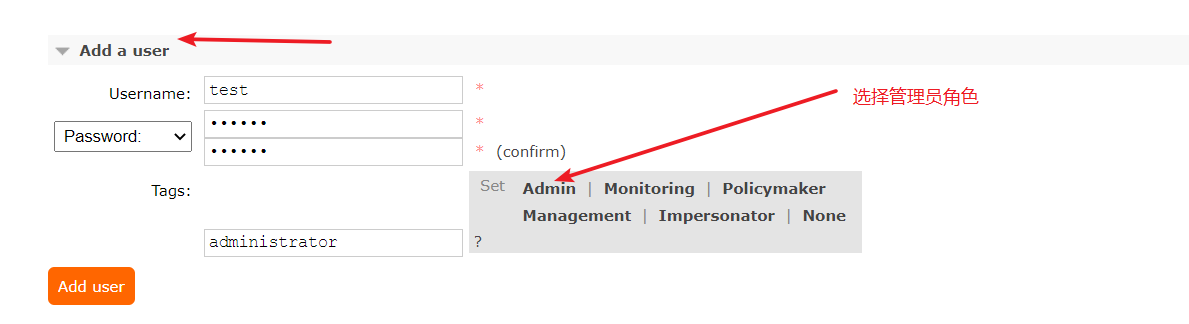 Add a user
Username: test *
Password: •••••• *
•••••• * (confirm)
选择管理员角色
Tags: Set Admin | Monitoring | Policymaker
Management | Impersonator | None
administrator ?
Add user